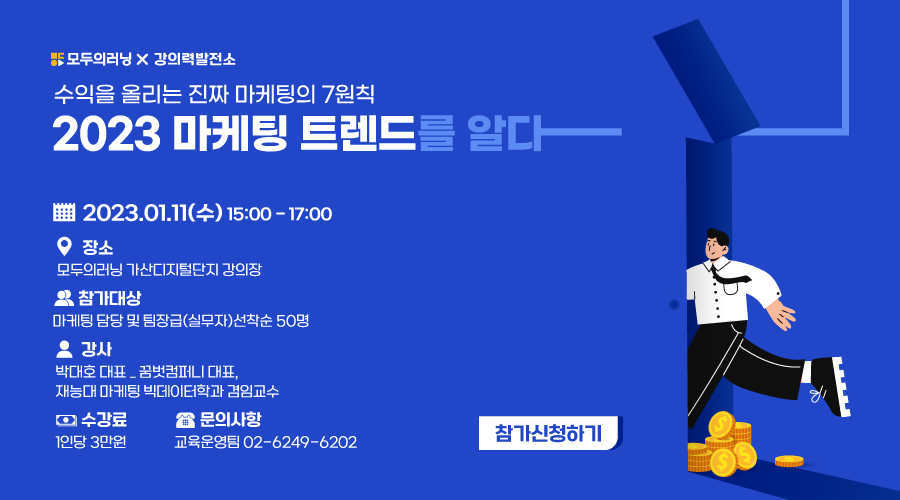 모두의러닝 X 강의력발전소
수익을 올리는 진짜 마케팅의 7원칙
2023 마케팅 트렌드를 알다
2023.01.11(수) 15:00 - 17:00
장소
모두의러닝 가산디지털단지 강의장
참가대상
마케팅 담당 및 팀장급(실무자)선착순 50명
강사
박대호 대표 _ 꿈벗컴퍼니 대표,
재능대 마케팅 빅데이터학과 겸임교수
수강료
1인당 3만원
문의사항
교육운영팀 02-6249-6202
참가신청하기